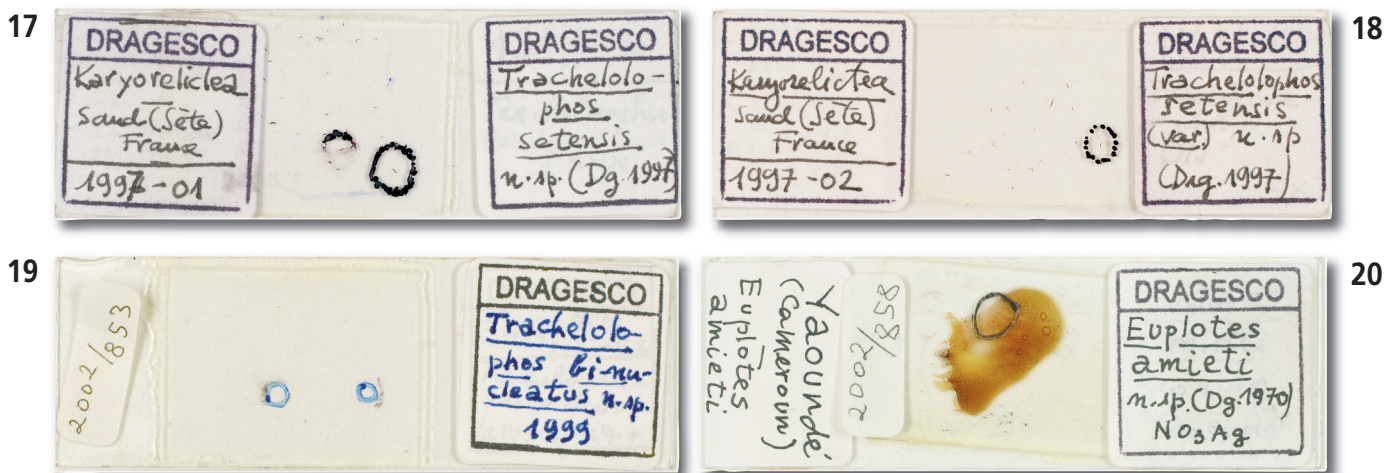 17
DRAGESCO
Karyorelictea
Sand (Sète)
France
1997-01
DRAGESCO
Trachelolo-
phos
setensis
n.sp. (Dg. 1997)
18
DRAGESCO
Karyorelictea
Sand (Sète)
France
1997-02
DRAGESCO
Trachelolophos
setensis
(var.) n.sp
(Drg. 1997)
19
2002/853
DRAGESCO
Trachelolo-
phos bi-nu-
cleatus n.sp.
1999
20
Yaoundé
(Cameroun)
Euplotes
amieti
2002/858
DRAGESCO
Euplotes
amieti
n.sp. (Dg. 1970)
NO3Ag